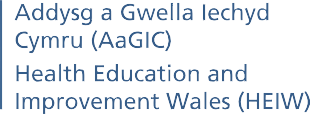 Addysg a Gwella Iechyd
Cymru (AaGIC)
Health Education and
Improvement Wales (HEIW)